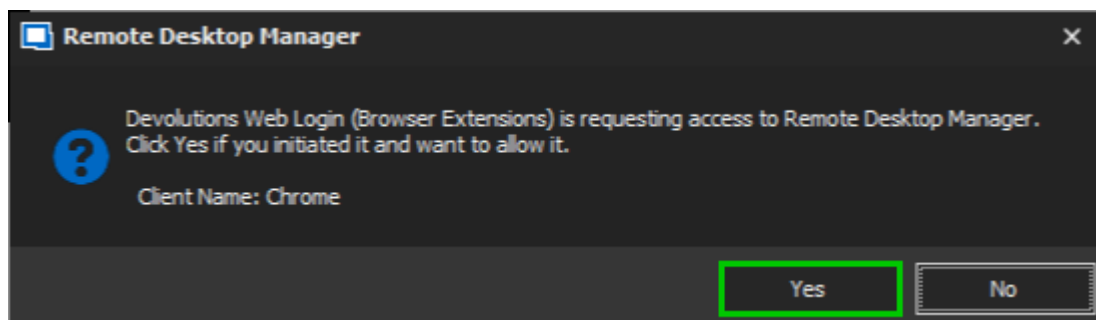 Remote Desktop Manager
Devolutions Web Login (Browser Extensions) is requesting access to Remote Desktop Manager.
Click Yes if you initiated it and want to allow it.
Client Name: Chrome
Yes
No